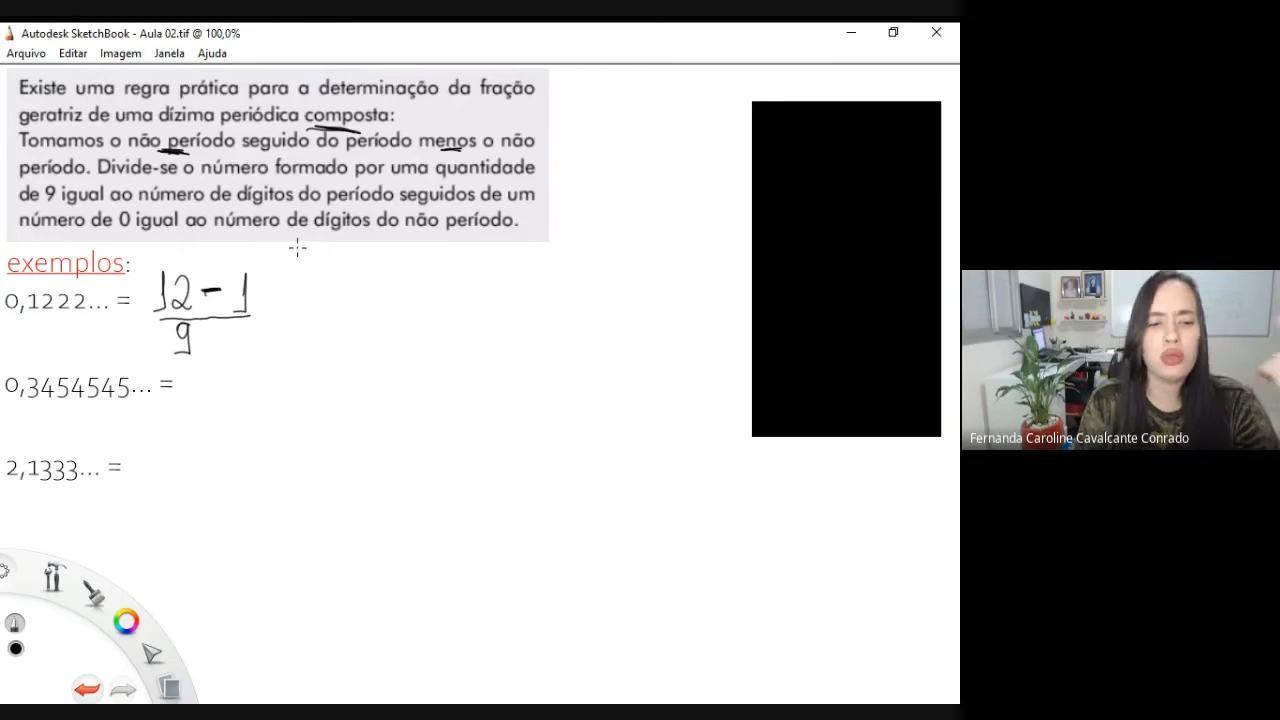 Autodesk SketchBook - Aula 02.tif @ 100,0%
Arquivo Editar Imagem Janela Ajuda
Existe uma regra prática para a determinação da fração
geratriz de uma dízima periódica composta:
Tomamos o não período seguido do período menos o não
período. Divide-se o número formado por uma quantidade
de 9 igual ao número de dígitos do período seguidos de um
número de 0 igual ao número de dígitos do não período.
exemplos:
0,1222... = 12 - 1
9
0,3454545... =
2,1333... =
Fernanda Caroline Cavalcante Conrado